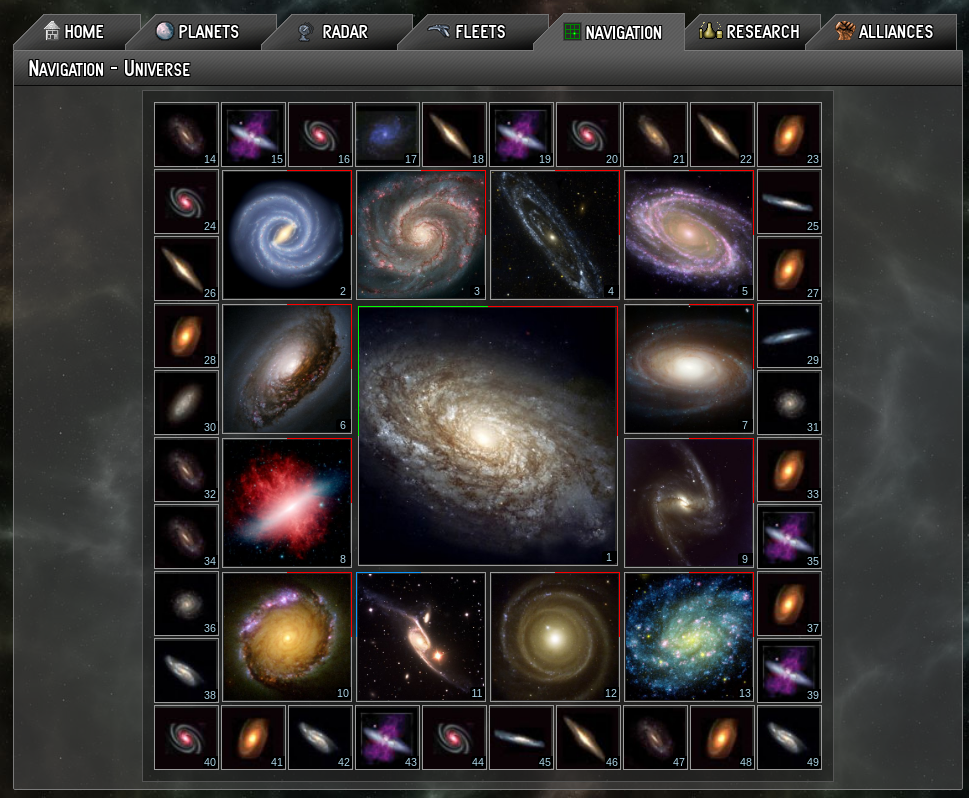 HOME PLANETS RADAR FLEETS NAVIGATION RESEARCH ALLIANCES
Navigation - Universe
14 15 16 17 18 19 20 21 22 23
24 2 3 4 5 25
26 27
28 6 1 7 29
30 31
32 8 9 33
34 35
36 10 11 12 13 37
38 39
40 41 42 43 44 45 46 47 48 49